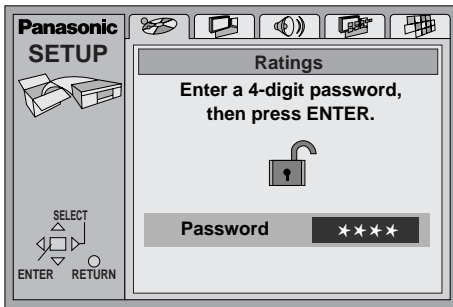 Panasonic
SETUP
Ratings
Enter a 4-digit password,
then press ENTER.
Password ★★★★
SELECT
ENTER RETURN